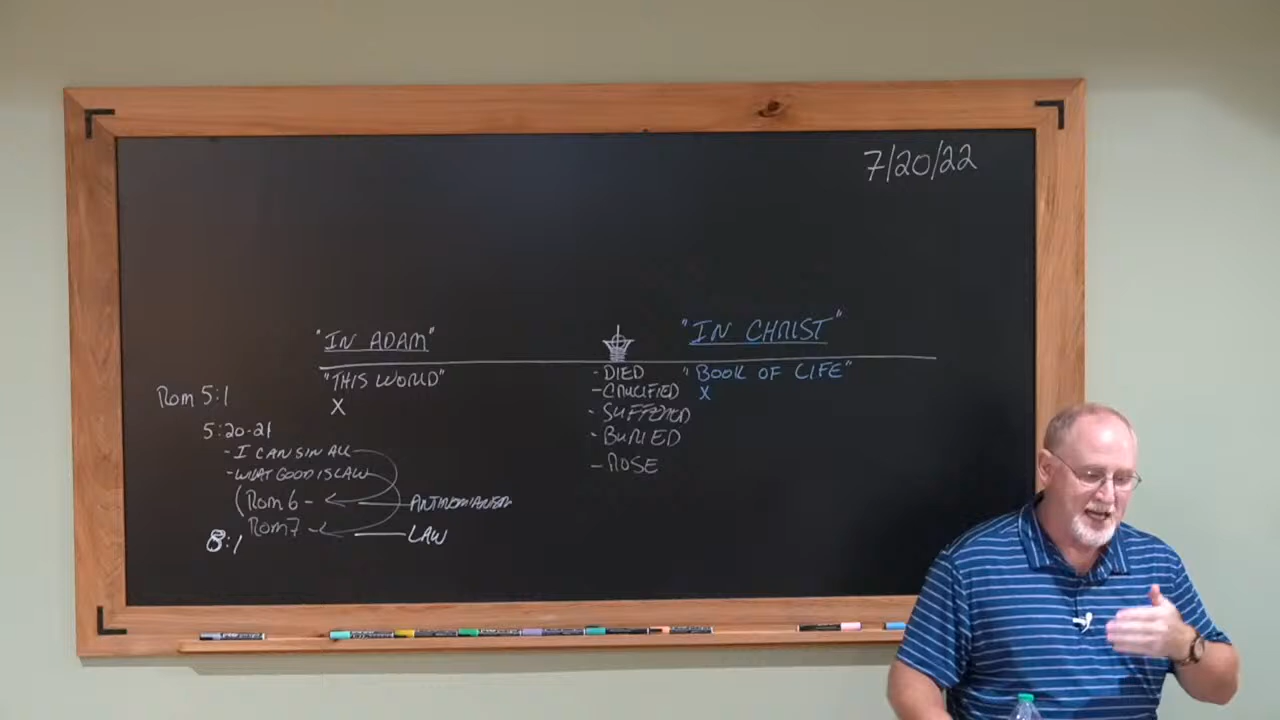 7/20/22
"IN ADAM"
"IN CHRIST"
"THIS WORLD"
X
- DIED
- CRUCIFIED
- SUFFERED
- BURIED
- ROSE
"BOOK OF LIFE"
X
Rom 5:1
5:20-21
- I CAN SIN ALL
- WHAT GOOD IS LAW
(Rom 6 -
ANTINOMIANISM
Rom 7 -
LAW
8:1